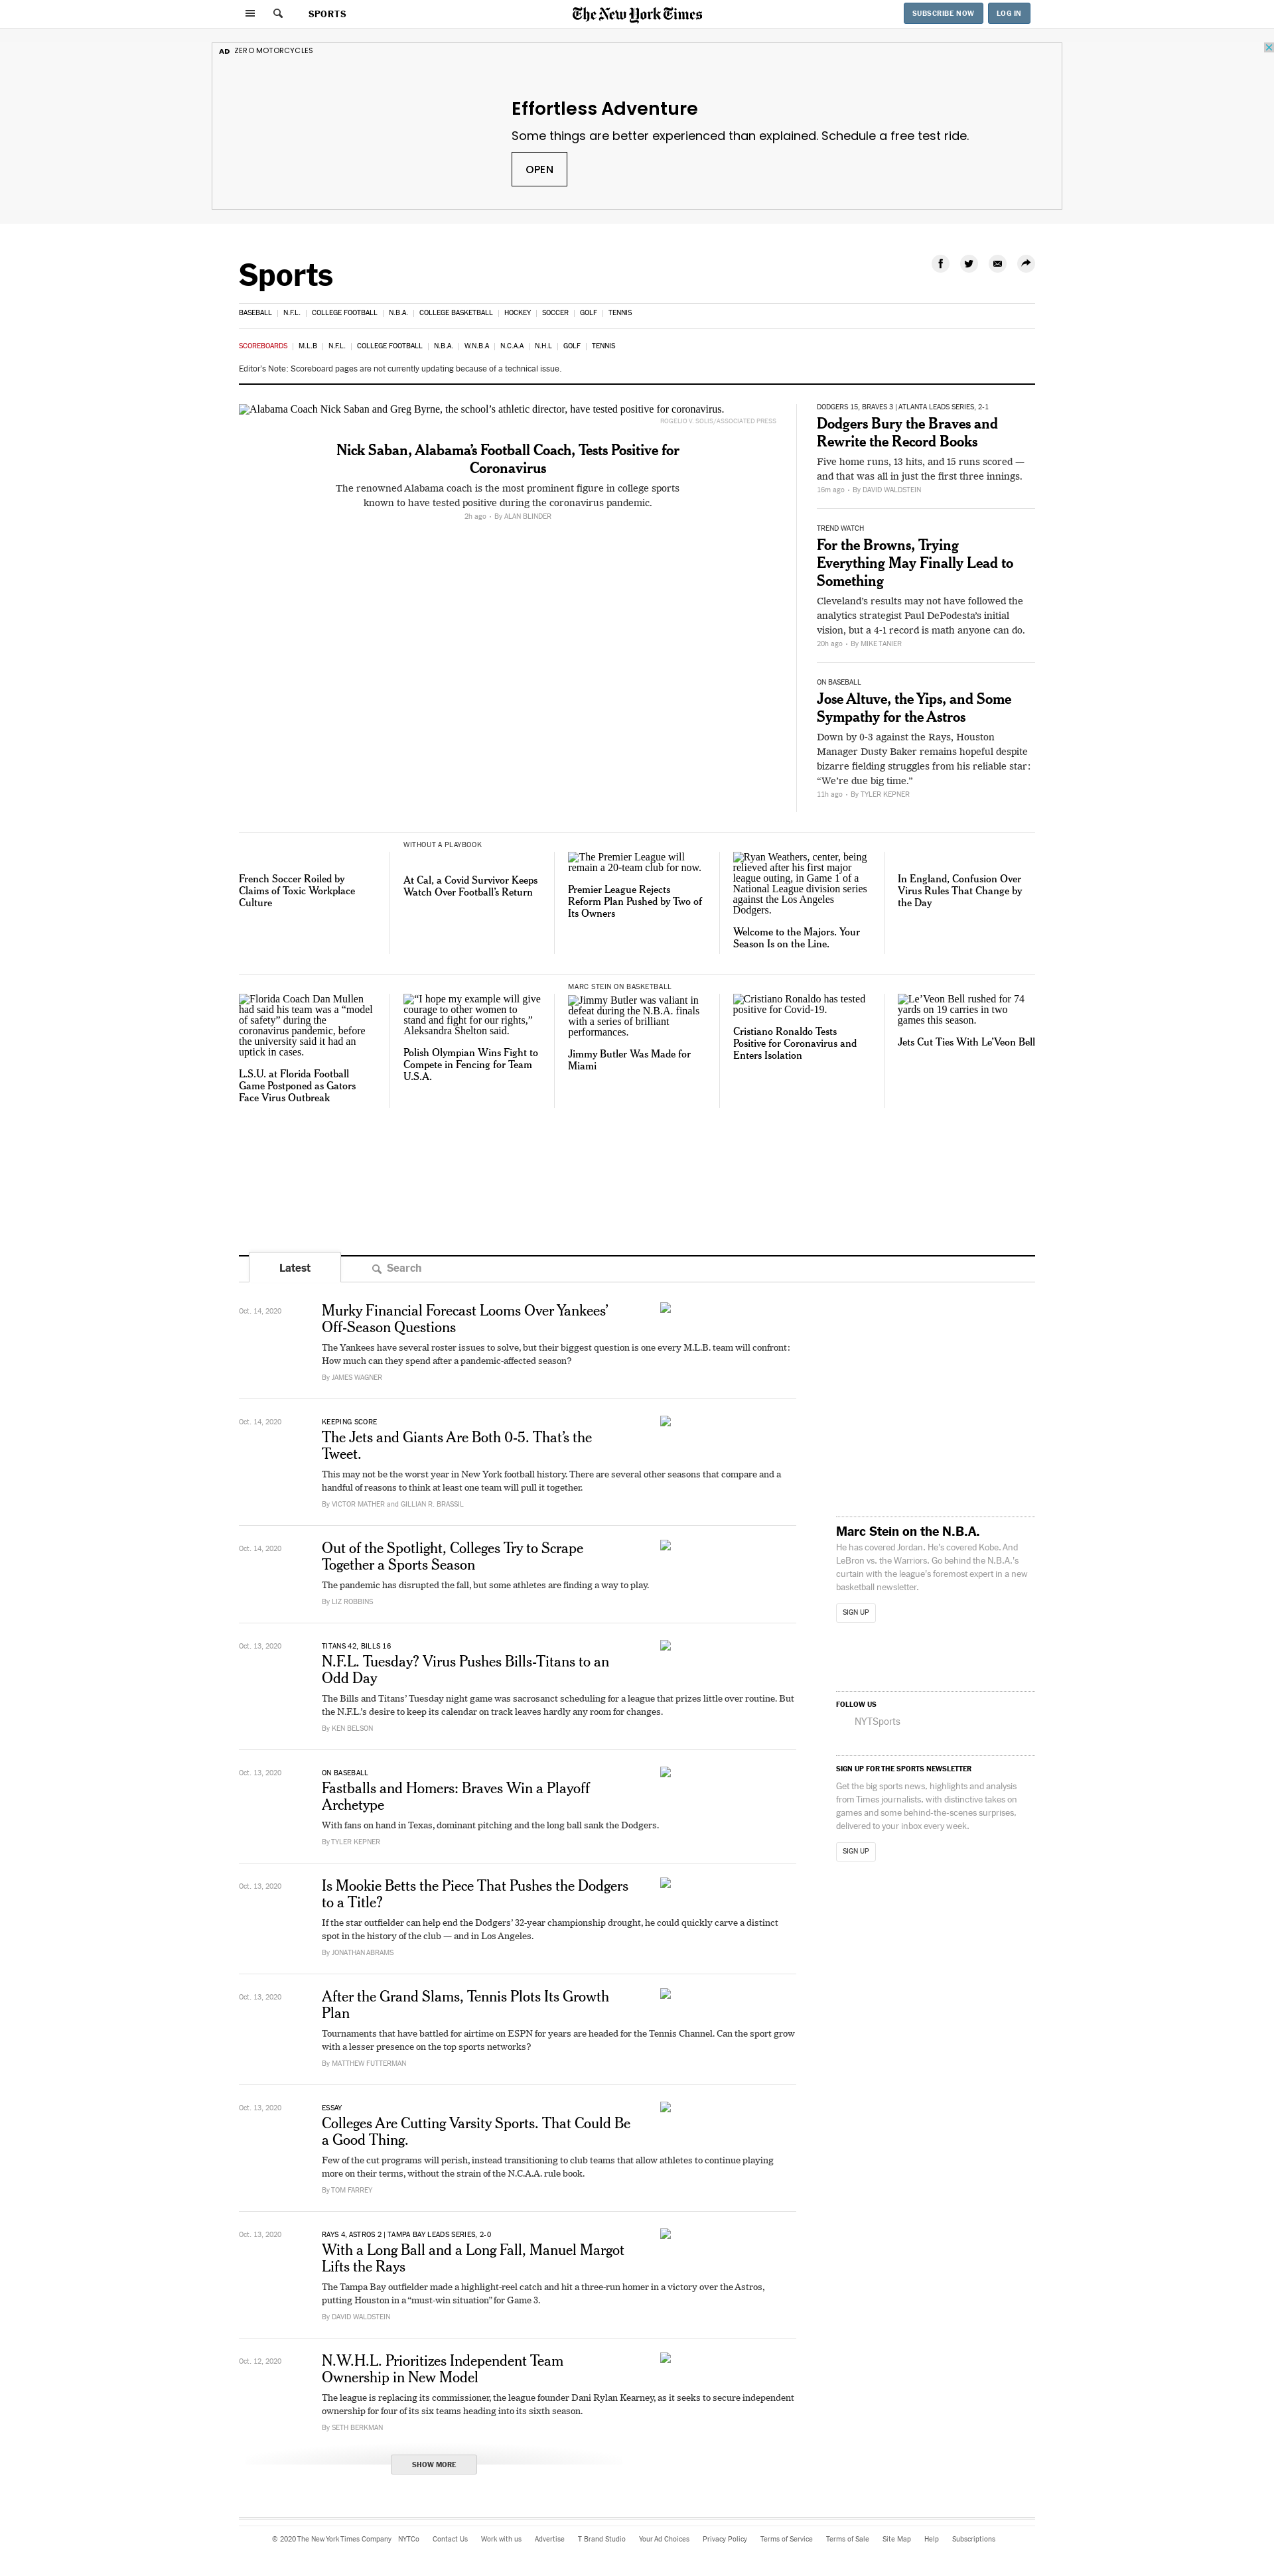 SPORTS
The New York Times
SUBSCRIBE NOW
LOG IN
AD ZERO MOTORCYCLES
Effortless Adventure
Some things are better experienced than explained. Schedule a free test ride.
OPEN
Sports
BASEBALL | N.F.L. | COLLEGE FOOTBALL | N.B.A. | COLLEGE BASKETBALL | HOCKEY | SOCCER | GOLF | TENNIS
SCOREBOARDS | M.L.B | N.F.L. | COLLEGE FOOTBALL | N.B.A. | W.N.B.A | N.C.A.A | N.H.L | GOLF | TENNIS
Editor's Note: Scoreboard pages are not currently updating because of a technical issue.
Alabama Coach Nick Saban and Greg Byrne, the school's athletic director, have tested positive for coronavirus.
ROGELIO V. SOLIS/ASSOCIATED PRESS
Nick Saban, Alabama's Football Coach, Tests Positive for
Coronavirus
The renowned Alabama coach is the most prominent figure in college sports
known to have tested positive during the coronavirus pandemic.
2h ago • By ALAN BLINDER
DODGERS 15, BRAVES 3 | ATLANTA LEADS SERIES, 2-1
Dodgers Bury the Braves and
Rewrite the Record Books
Five home runs, 13 hits, and 15 runs scored —
and that was all in just the first three innings.
16m ago • By DAVID WALDSTEIN
TREND WATCH
For the Browns, Trying
Everything May Finally Lead to
Something
Cleveland's results may not have followed the
analytics strategist Paul DePodesta's initial
vision, but a 4-1 record is math anyone can do.
20h ago • By MIKE TANIER
ON BASEBALL
Jose Altuve, the Yips, and Some
Sympathy for the Astros
Down by 0-3 against the Rays, Houston
Manager Dusty Baker remains hopeful despite
bizarre fielding struggles from his reliable star:
“We're due big time.”
11h ago • By TYLER KEPNER
French Soccer Roiled by
Claims of Toxic Workplace
Culture
WITHOUT A PLAYBOOK
At Cal, a Covid Survivor Keeps
Watch Over Football's Return
The Premier League will
remain a 20-team club for now.
Premier League Rejects
Reform Plan Pushed by Two of
Its Owners
Ryan Weathers, center, being
relieved after his first major
league outing, in Game 1 of a
National League division series
against the Los Angeles
Dodgers.
Welcome to the Majors. Your
Season Is on the Line.
In England, Confusion Over
Virus Rules That Change by
the Day
Florida Coach Dan Mullen
had said his team was a “model
of safety” during the
coronavirus pandemic, before
the university said it had an
uptick in cases.
L.S.U. at Florida Football
Game Postponed as Gators
Face Virus Outbreak
“I hope my example will give
courage to other women to
stand and fight for our rights,”
Aleksandra Shelton said.
Polish Olympian Wins Fight to
Compete in Fencing for Team
U.S.A.
MARC STEIN ON BASKETBALL
Jimmy Butler was valiant in
defeat during the N.B.A. finals
with a series of brilliant
performances.
Jimmy Butler Was Made for
Miami
Cristiano Ronaldo has tested
positive for Covid-19.
Cristiano Ronaldo Tests
Positive for Coronavirus and
Enters Isolation
Le'Veon Bell rushed for 74
yards on 19 carries in two
games this season.
Jets Cut Ties With Le'Veon Bell
Latest
Search
Oct. 14, 2020
Murky Financial Forecast Looms Over Yankees'
Off-Season Questions
The Yankees have several roster issues to solve, but their biggest question is one every M.L.B. team will confront:
How much can they spend after a pandemic-affected season?
By JAMES WAGNER
Oct. 14, 2020
KEEPING SCORE
The Jets and Giants Are Both 0-5. That's the
Tweet.
This may not be the worst year in New York football history. There are several other seasons that compare and a
handful of reasons to think at least one team will pull it together.
By VICTOR MATHER and GILLIAN R. BRASSIL
Oct. 14, 2020
Out of the Spotlight, Colleges Try to Scrape
Together a Sports Season
The pandemic has disrupted the fall, but some athletes are finding a way to play.
By LIZ ROBBINS
Oct. 13, 2020
TITANS 42, BILLS 16
N.F.L. Tuesday? Virus Pushes Bills-Titans to an
Odd Day
The Bills and Titans' Tuesday night game was sacrosanct scheduling for a league that prizes little over routine. But
the N.F.L.'s desire to keep its calendar on track leaves hardly any room for changes.
By KEN BELSON
Oct. 13, 2020
ON BASEBALL
Fastballs and Homers: Braves Win a Playoff
Archetype
With fans on hand in Texas, dominant pitching and the long ball sank the Dodgers.
By TYLER KEPNER
Oct. 13, 2020
Is Mookie Betts the Piece That Pushes the Dodgers
to a Title?
If the star outfielder can help end the Dodgers' 32-year championship drought, he could quickly carve a distinct
spot in the history of the club — and in Los Angeles.
By JONATHAN ABRAMS
Oct. 13, 2020
After the Grand Slams, Tennis Plots Its Growth
Plan
Tournaments that have battled for airtime on ESPN for years are headed for the Tennis Channel. Can the sport grow
with a lesser presence on the top sports networks?
By MATTHEW FUTTERMAN
Oct. 13, 2020
ESSAY
Colleges Are Cutting Varsity Sports. That Could Be
a Good Thing.
Few of the cut programs will perish, instead transitioning to club teams that allow athletes to continue playing
more on their terms, without the strain of the N.C.A.A. rule book.
By TOM FARREY
Oct. 13, 2020
RAYS 4, ASTROS 2 | TAMPA BAY LEADS SERIES, 2-0
With a Long Ball and a Long Fall, Manuel Margot
Lifts the Rays
The Tampa Bay outfielder made a highlight-reel catch and hit a three-run homer in a victory over the Astros,
putting Houston in a “must-win situation” for Game 3.
By DAVID WALDSTEIN
Oct. 12, 2020
N.W.H.L. Prioritizes Independent Team
Ownership in New Model
The league is replacing its commissioner, the league founder Dani Rylan Kearney, as it seeks to secure independent
ownership for four of its six teams heading into its sixth season.
By SETH BERKMAN
SHOW MORE
Marc Stein on the N.B.A.
He has covered Jordan. He's covered Kobe. And
LeBron vs. the Warriors. Go behind the N.B.A.'s
curtain with the league's foremost expert in a new
basketball newsletter.
SIGN UP
FOLLOW US
NYTSports
SIGN UP FOR THE SPORTS NEWSLETTER
Get the big sports news, highlights and analysis
from Times journalists, with distinctive takes on
games and some behind-the-scenes surprises,
delivered to your inbox every week.
SIGN UP
© 2020 The New York Times Company NYTCo Contact Us Work with us Advertise T Brand Studio Your Ad Choices Privacy Policy Terms of Service Terms of Sale Site Map Help Subscriptions